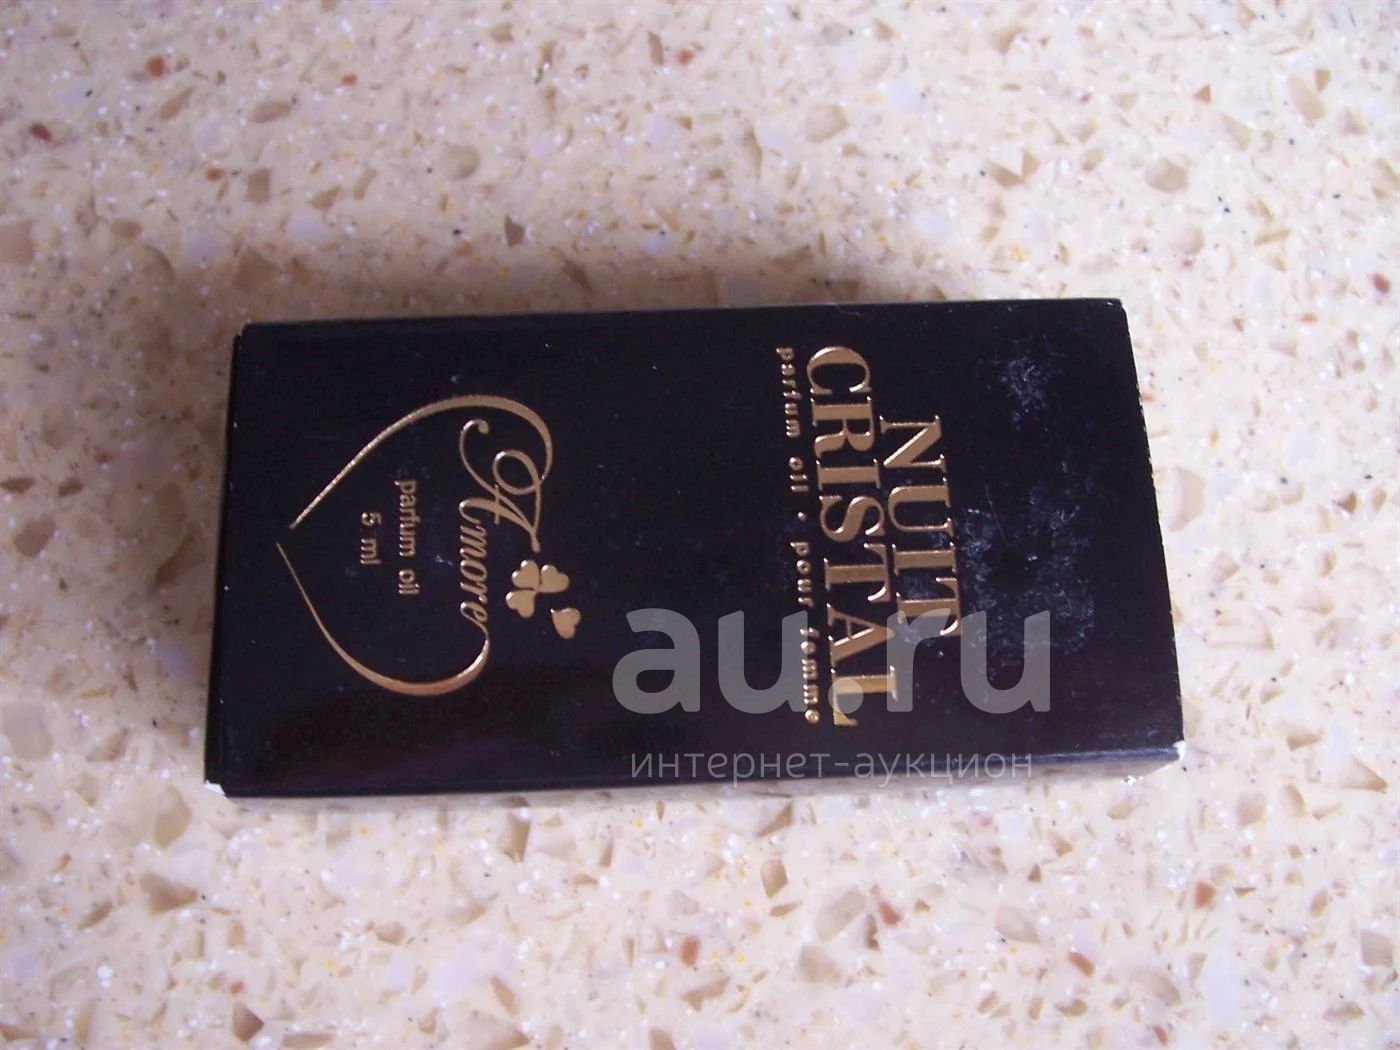 NUIT
CRISTAL
parfum oil · pour femme
Amore
parfum oil
5 ml
au.ru
интернет-аукцион